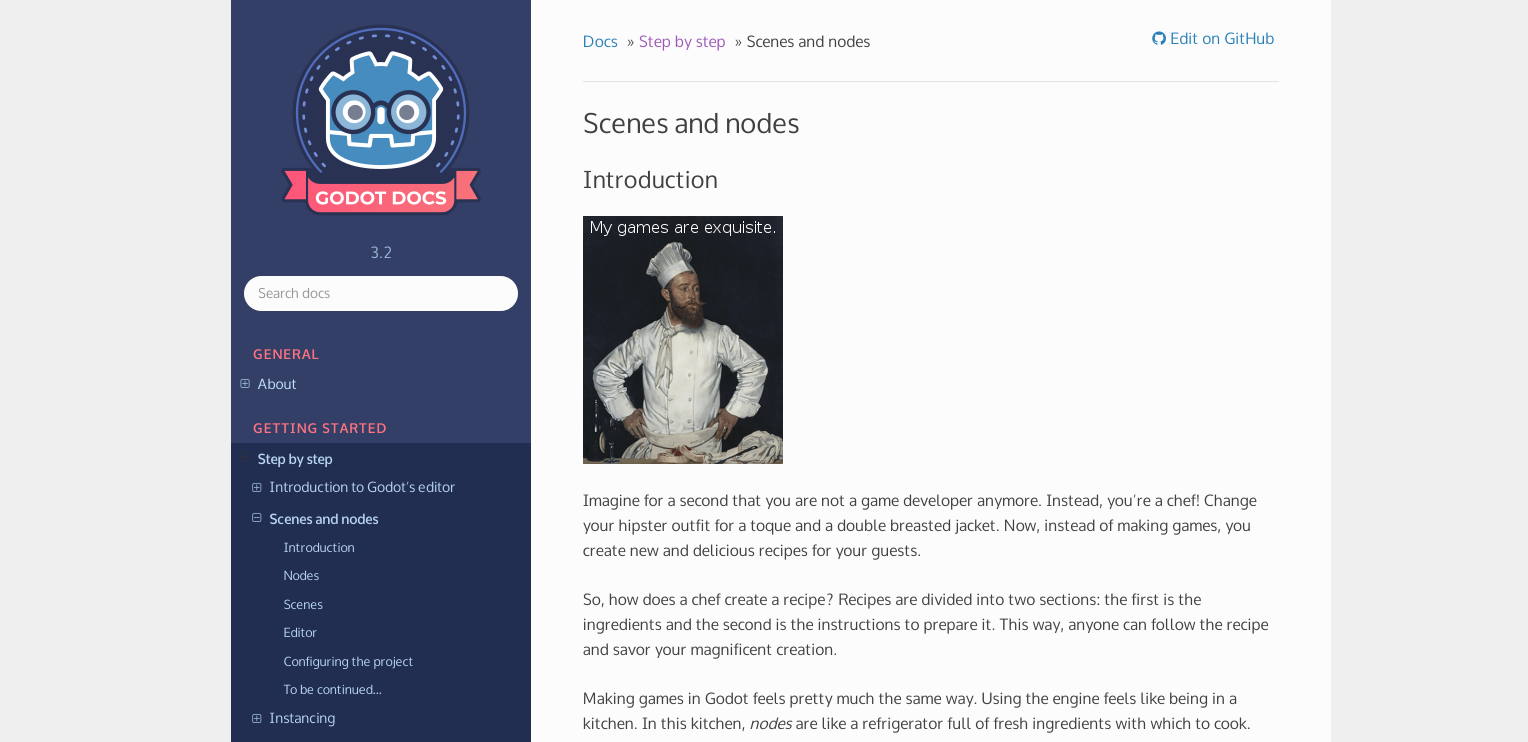 GODOT DOCS
3.2
Search docs
GENERAL
About
GETTING STARTED
Step by step
Introduction to Godot's editor
Scenes and nodes
Introduction
Nodes
Scenes
Editor
Configuring the project
To be continued...
Instancing
Docs » Step by step » Scenes and nodes
Edit on GitHub
Scenes and nodes
Introduction
My games are exquisite.
Imagine for a second that you are not a game developer anymore. Instead, you're a chef! Change
your hipster outfit for a toque and a double breasted jacket. Now, instead of making games, you
create new and delicious recipes for your guests.
So, how does a chef create a recipe? Recipes are divided into two sections: the first is the
ingredients and the second is the instructions to prepare it. This way, anyone can follow the recipe
and savor your magnificent creation.
Making games in Godot feels pretty much the same way. Using the engine feels like being in a
kitchen. In this kitchen, nodes are like a refrigerator full of fresh ingredients with which to cook.